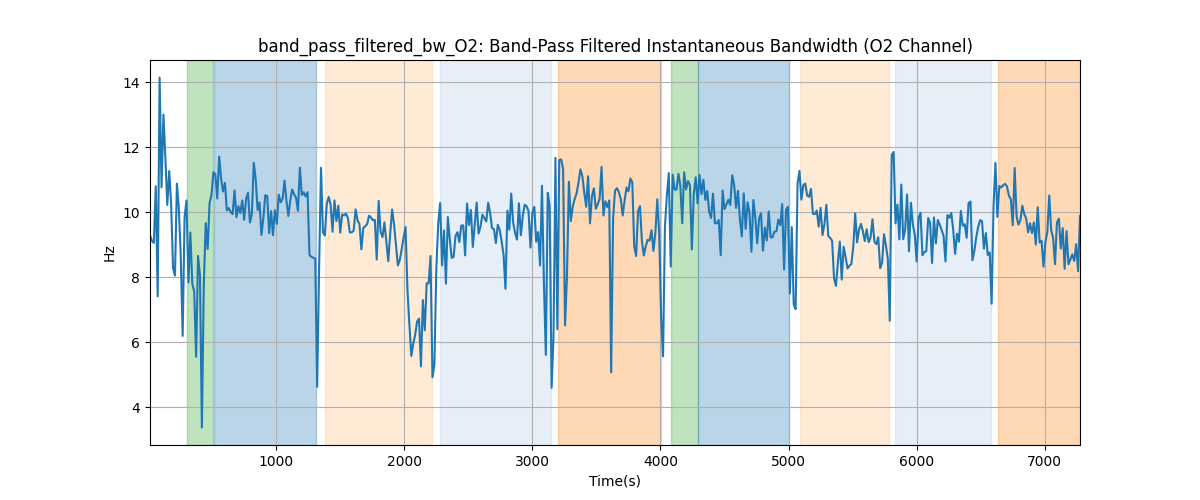 band_pass_filtered_bw_O2: Band-Pass Filtered Instantaneous Bandwidth (O2 Channel)
14
12
10
8
6
4
Hz
1000 2000 3000 4000 5000 6000 7000
Time(s)